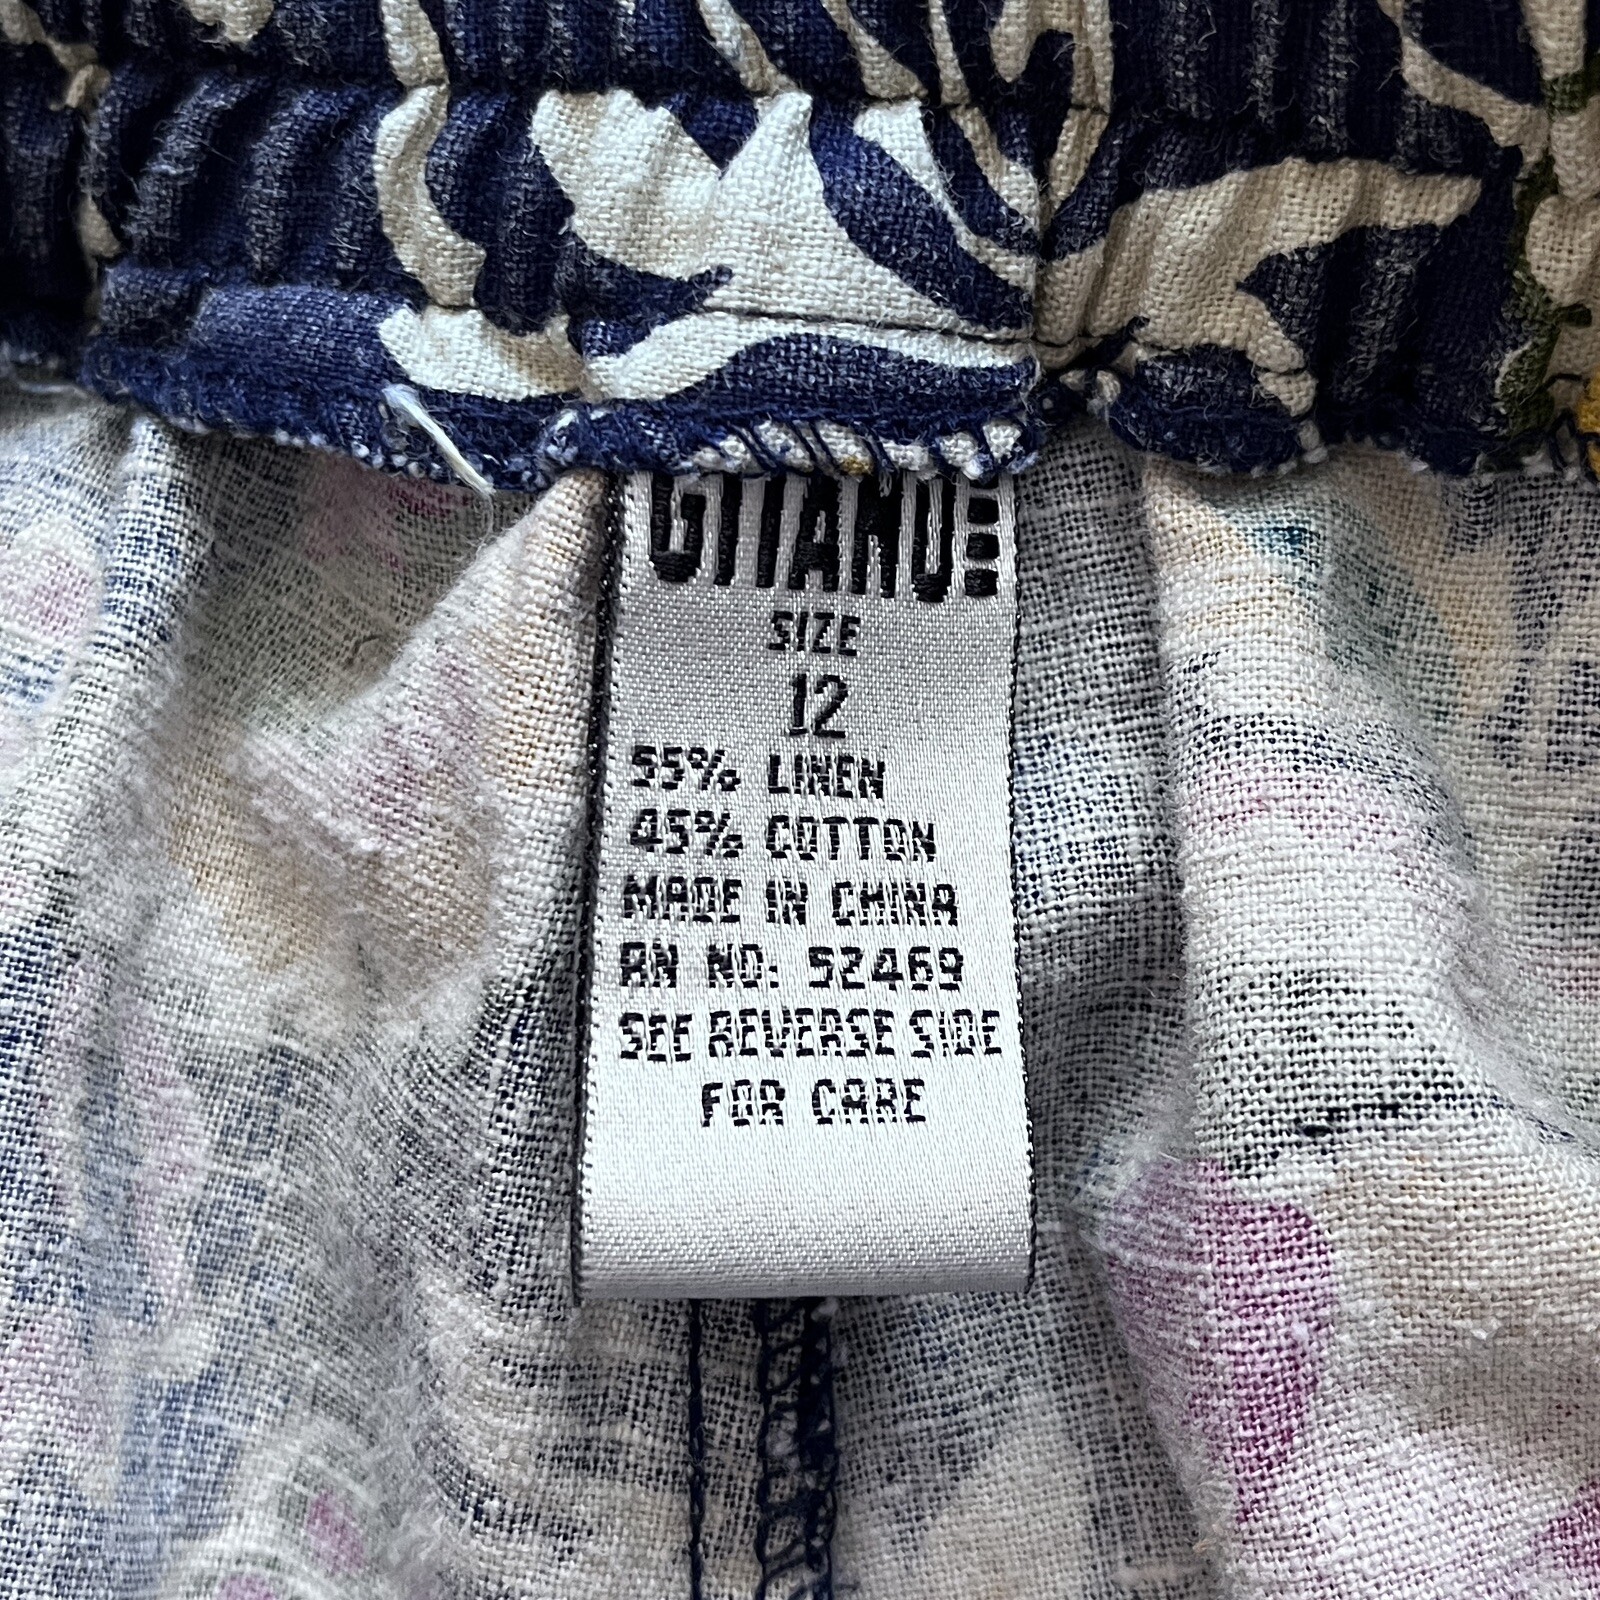 GITANO
SIZE
12
55% LINEN
45% COTTON
MADE IN CHINA
RN NO: 52469
SEE REVERSE SIDE
FOR CARE